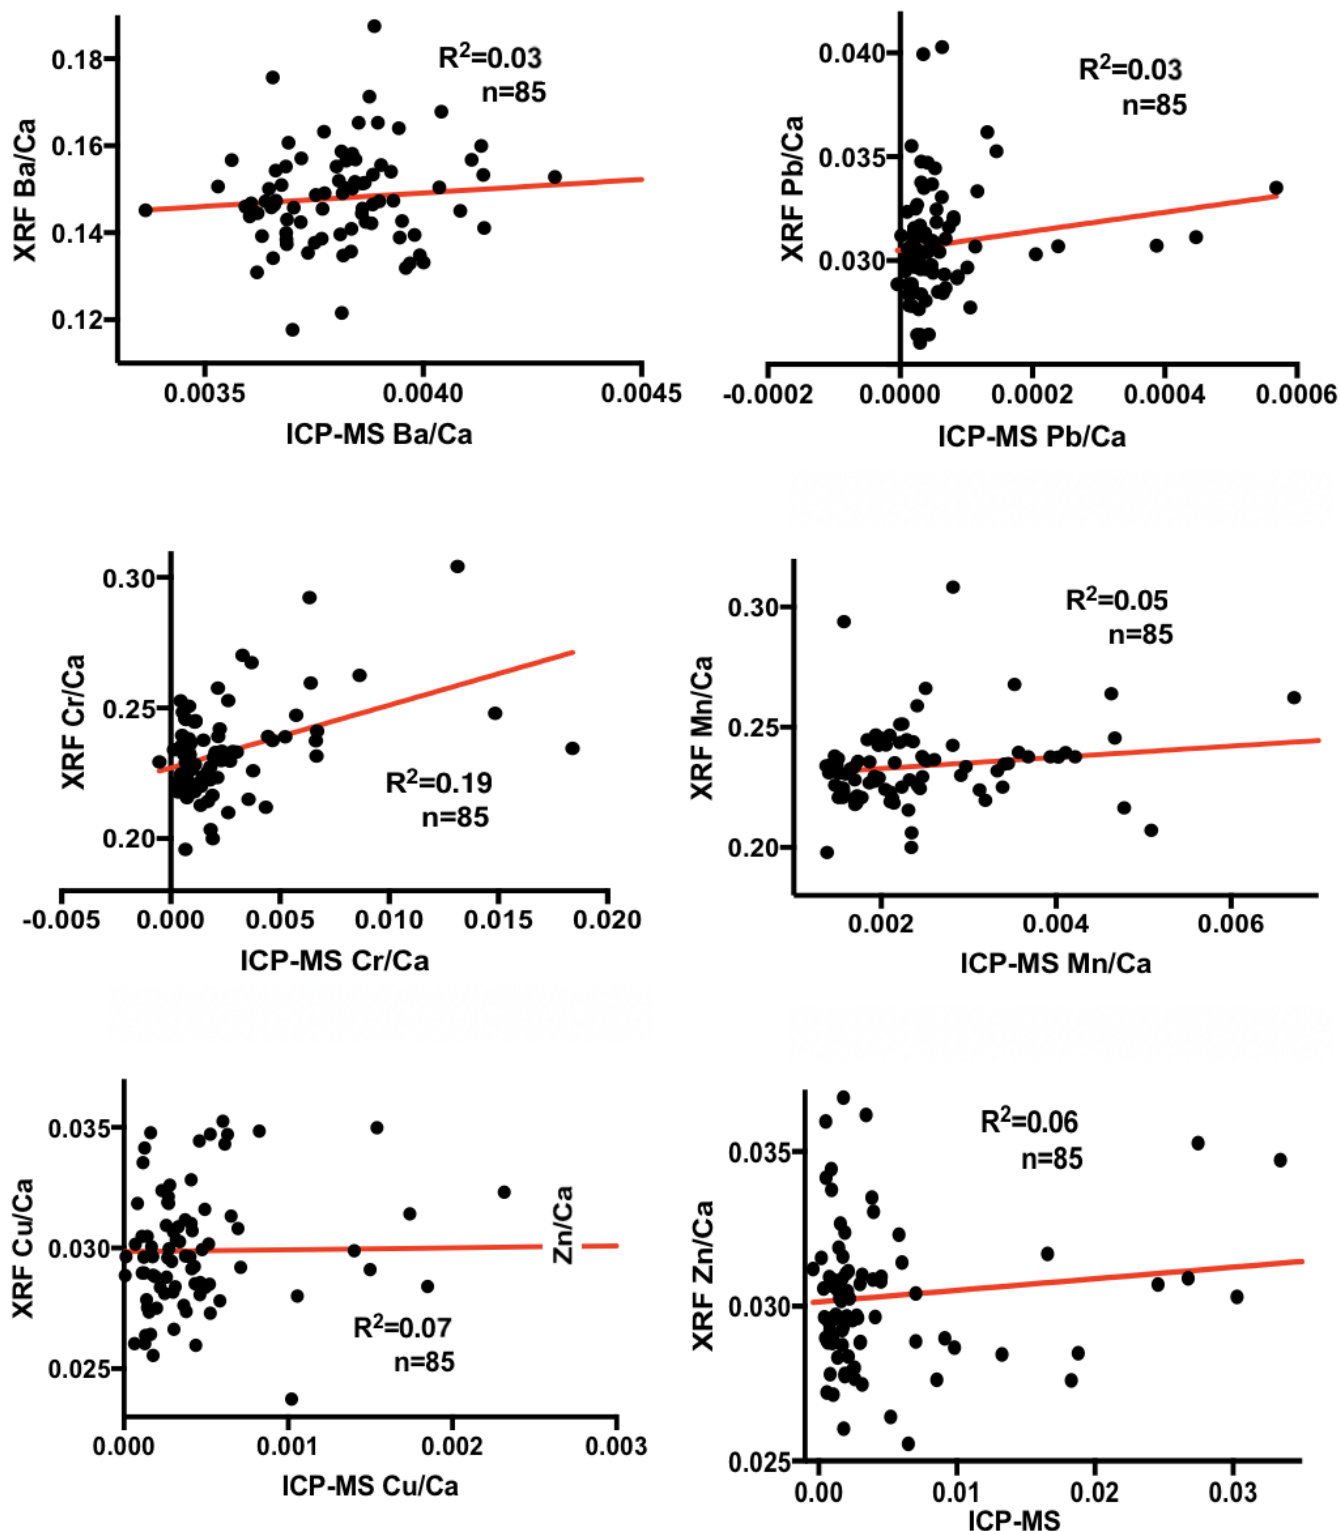 XRF Ba/Ca
0.18
0.16
0.14
0.12
R²=0.03
n=85
0.0035 0.0040 0.0045
ICP-MS Ba/Ca
XRF Pb/Ca
0.040
0.035
0.030
R²=0.03
n=85
-0.0002 0.0000 0.0002 0.0004 0.0006
ICP-MS Pb/Ca
XRF Cr/Ca
0.30
0.25
0.20
R²=0.19
n=85
-0.005 0.000 0.005 0.010 0.015 0.020
ICP-MS Cr/Ca
XRF Mn/Ca
0.30
0.25
0.20
R²=0.05
n=85
0.002 0.004 0.006
ICP-MS Mn/Ca
XRF Cu/Ca
0.035
0.030
0.025
R²=0.07
n=85
0.000 0.001 0.002 0.003
ICP-MS Cu/Ca
Zn/Ca
XRF Zn/Ca
0.035
0.030
0.025
R²=0.06
n=85
0.00 0.01 0.02 0.03
ICP-MS